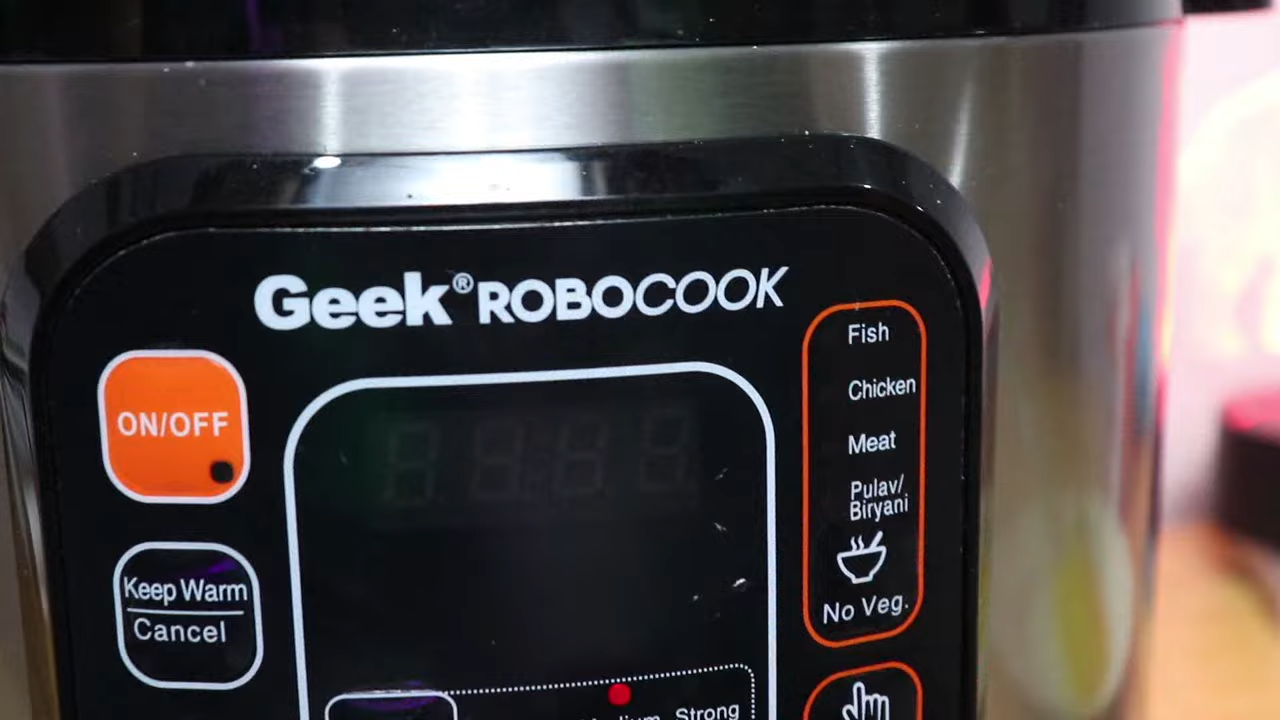 Geek® ROBOCOOK
ON/OFF
Keep Warm
Cancel
Fish
Chicken
Meat
Pulav/
Biryani
No Veg.
Strong